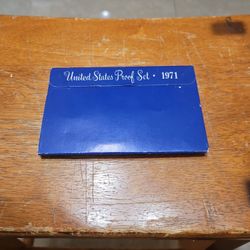 United States Proof Set • 1971